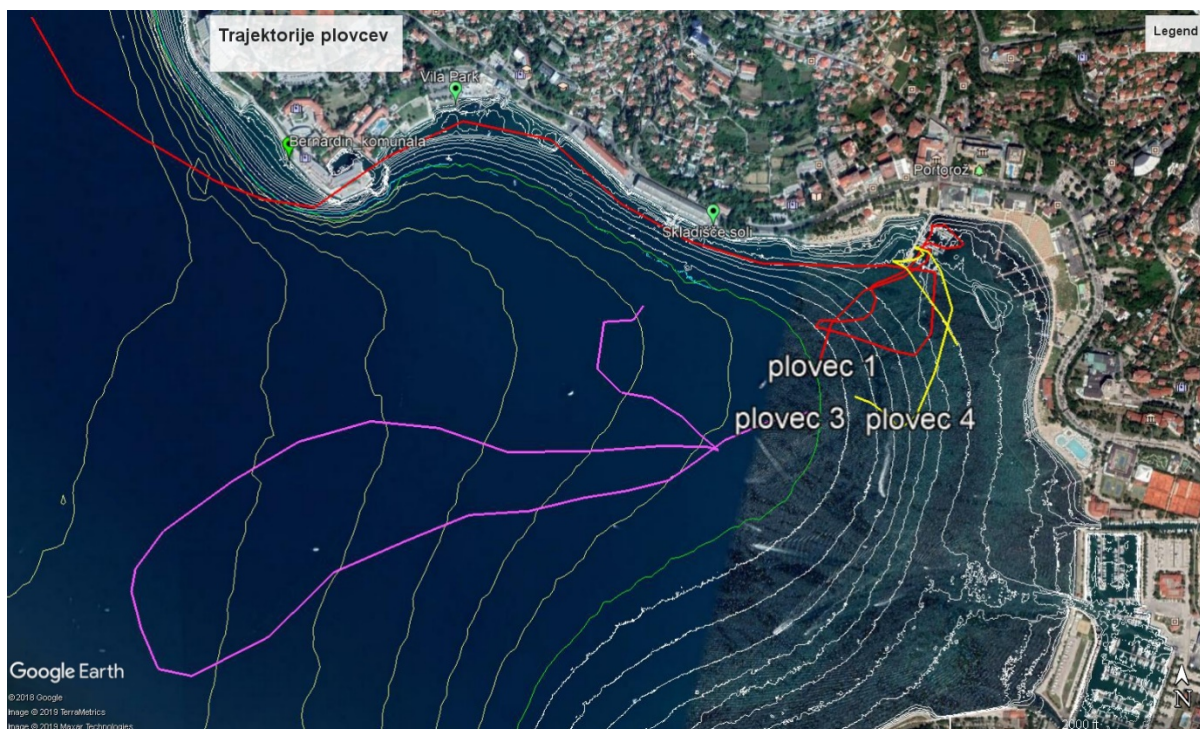 Trajektorije plovcev
Legend
Vila Park
Bernardin_komunala
Portorož
Skladišče soli
plovec 1
plovec 3
plovec 4
Google Earth
© 2018 Google
Image © 2019 TerraMetrics
Image © 2019 Maxar Technologies
2000 ft
N